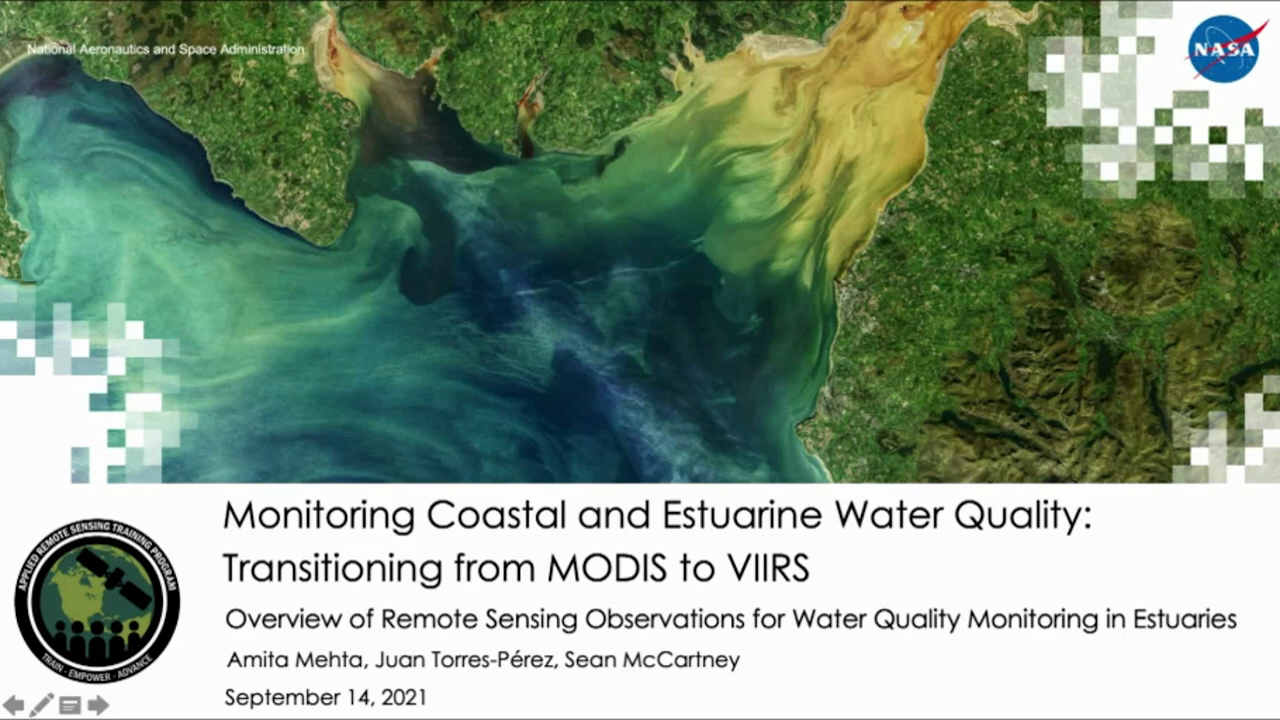 National Aeronautics and Space Administration
NASA
Monitoring Coastal and Estuarine Water Quality:
Transitioning from MODIS to VIIRS
Overview of Remote Sensing Observations for Water Quality Monitoring in Estuaries
Amita Mehta, Juan Torres-Pérez, Sean McCartney
September 14, 2021
APPLIED REMOTE SENSING TRAINING PROGRAM
TRAIN - EMPOWER - ADVANCE